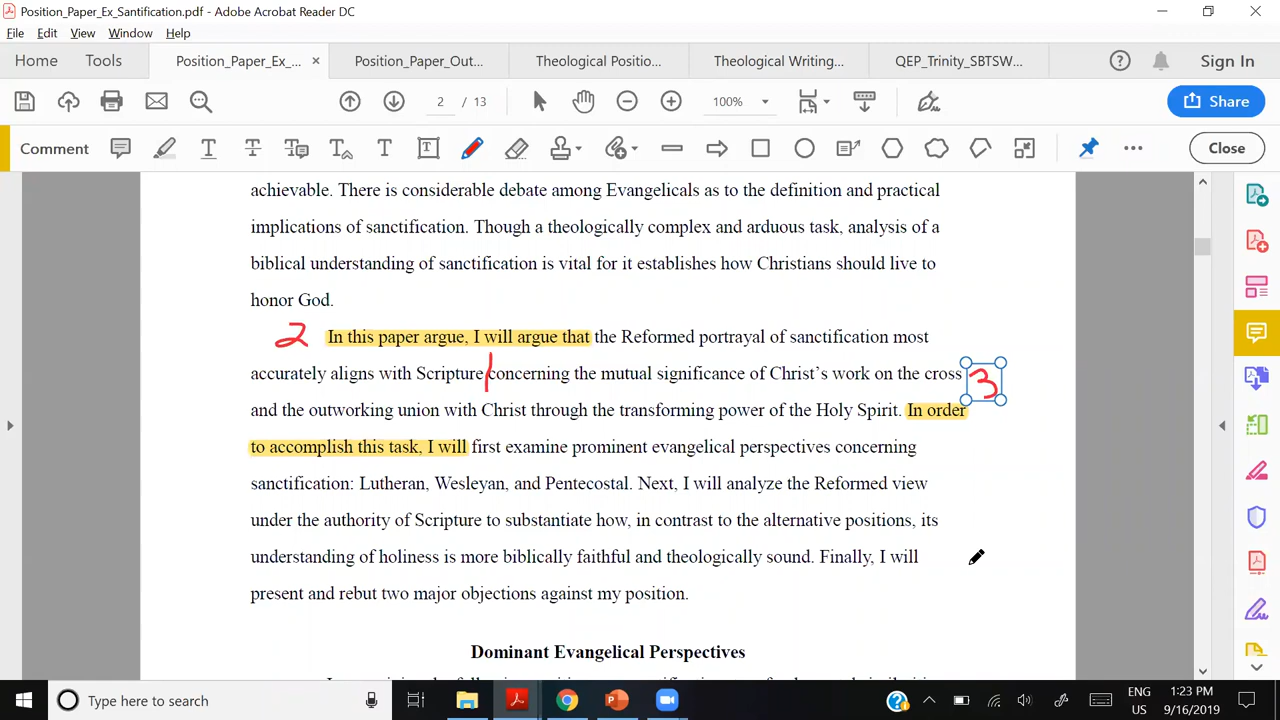 Position_Paper_Ex_Santification.pdf - Adobe Acrobat Reader DC
File Edit View Window Help
Home Tools Position_Paper_Ex_... × Position_Paper_Out... Theological Positio... Theological Writing... QEP_Trinity_SBTSW... Sign In
2 / 13 100% Share
Comment Close
achievable. There is considerable debate among Evangelicals as to the definition and practical
implications of sanctification. Though a theologically complex and arduous task, analysis of a
biblical understanding of sanctification is vital for it establishes how Christians should live to
honor God.
2 In this paper argue, I will argue that the Reformed portrayal of sanctification most
accurately aligns with Scripture concerning the mutual significance of Christ's work on the cross 3
and the outworking union with Christ through the transforming power of the Holy Spirit. In order
to accomplish this task, I will first examine prominent evangelical perspectives concerning
sanctification: Lutheran, Wesleyan, and Pentecostal. Next, I will analyze the Reformed view
under the authority of Scripture to substantiate how, in contrast to the alternative positions, its
understanding of holiness is more biblically faithful and theologically sound. Finally, I will
present and rebut two major objections against my position.
Dominant Evangelical Perspectives
Type here to search
ENG 1:23 PM
US 9/16/2019